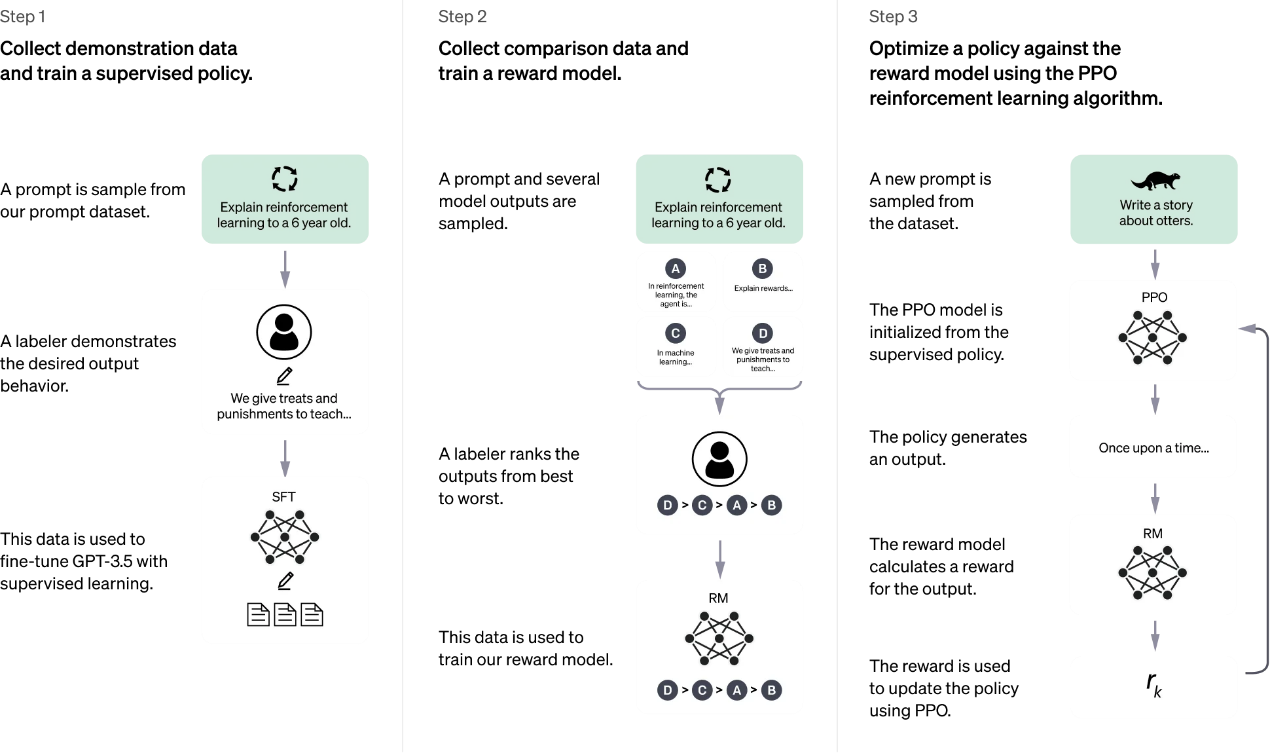 Step 1
Collect demonstration data
and train a supervised policy.
A prompt is sample from
our prompt dataset.
Explain reinforcement
learning to a 6 year old.
A labeler demonstrates
the desired output
behavior.
We give treats and
punishments to teach...
SFT
This data is used to
fine-tune GPT-3.5 with
supervised learning.
Step 2
Collect comparison data and
train a reward model.
A prompt and several
model outputs are
sampled.
Explain reinforcement
learning to a 6 year old.
A
In reinforcement
learning, the
agent is...
B
Explain rewards...
C
In machine
learning...
D
We give treats and
punishments to
teach...
A labeler ranks the
outputs from best
to worst.
D > C > A > B
RM
This data is used to
train our reward model.
D > C > A > B
Step 3
Optimize a policy against the
reward model using the PPO
reinforcement learning algorithm.
A new prompt is
sampled from
the dataset.
Write a story
about otters.
PPO
The PPO model is
initialized from the
supervised policy.
The policy generates
an output.
Once upon a time...
RM
The reward model
calculates a reward
for the output.
The reward is used
to update the policy
using PPO.
rk